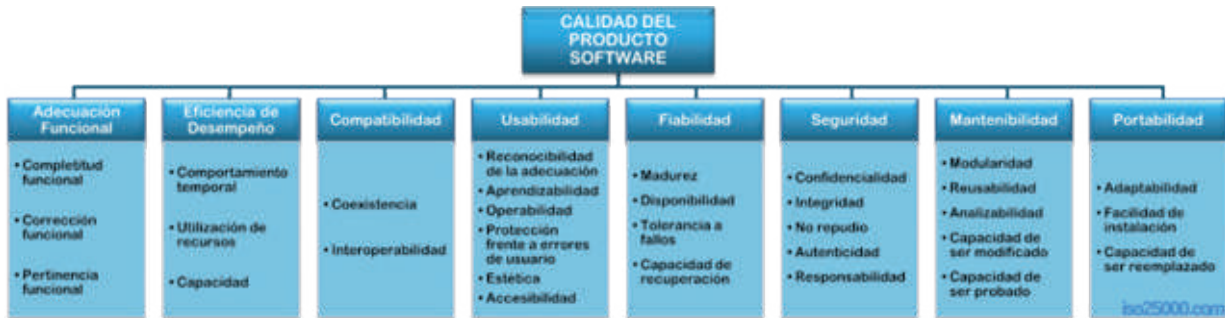 CALIDAD DEL
PRODUCTO
SOFTWARE
Adecuación
Funcional
• Completitud
funcional
• Corrección
funcional
• Pertinencia
funcional
Eficiencia de
Desempeño
• Comportamiento
temporal
• Utilización de
recursos
• Capacidad
Compatibilidad
• Coexistencia
• Interoperabilidad
Usabilidad
• Reconocibilidad
de la adecuación
• Aprendizabilidad
• Operabilidad
• Protección
frente a errores
de usuario
• Estética
• Accesibilidad
Fiabilidad
• Madurez
• Disponibilidad
• Tolerancia a
fallos
• Capacidad de
recuperación
Seguridad
• Confidencialidad
• Integridad
• No repudio
• Autenticidad
• Responsabilidad
Mantenibilidad
• Modularidad
• Reusabilidad
• Analizabilidad
• Capacidad de
ser modificado
• Capacidad de
ser probado
Portabilidad
• Adaptabilidad
• Facilidad de
instalación
• Capacidad de
ser reemplazado
iso25000.com